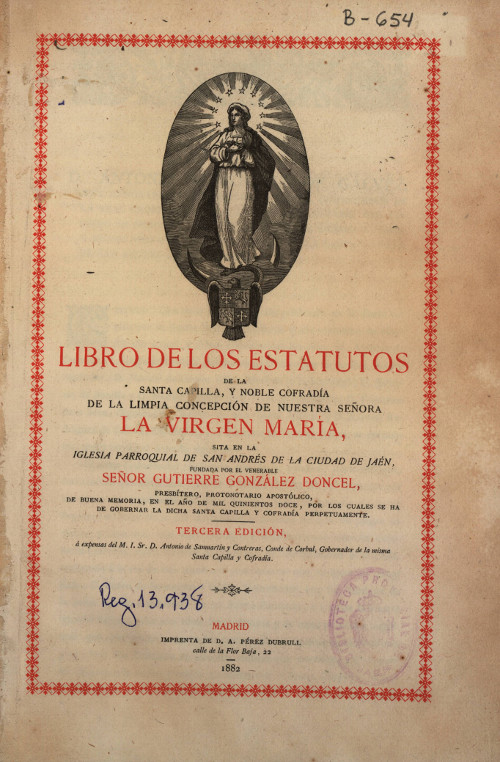 B-654
LIBRO DE LOS ESTATUTOS
DE LA
SANTA CAPILLA, Y NOBLE COFRADÍA
DE LA LIMPIA CONCEPCIÓN DE NUESTRA SEÑORA
LA VIRGEN MARÍA,
SITA EN LA
IGLESIA PARROQUIAL DE SAN ANDRÉS DE LA CIUDAD DE JAÉN,
FUNDADA POR EL VENERABLE
SEÑOR GUTIERRE GONZÁLEZ DONCEL,
PRESBÍTERO, PROTONOTARIO APOSTÓLICO,
DE BUENA MEMORIA, EN EL AÑO DE MIL QUINIENTOS DOCE, POR LOS CUALES SE HA
DE GOBERNAR LA DICHA SANTA CAPILLA Y COFRADÍA PERPETUAMENTE.
TERCERA EDICIÓN,
á expensas del M. I. Sr. D. Antonio de Sanmartín y Contreras, Conde de Carbul, Gobernador de la misma
Santa Capilla y Cofradía.
Reg. 13.938
MADRID
IMPRENTA DE D. A. PÉREZ DUBRULL
calle de la Flor Baja, 22
1882
BIBLIOTECA